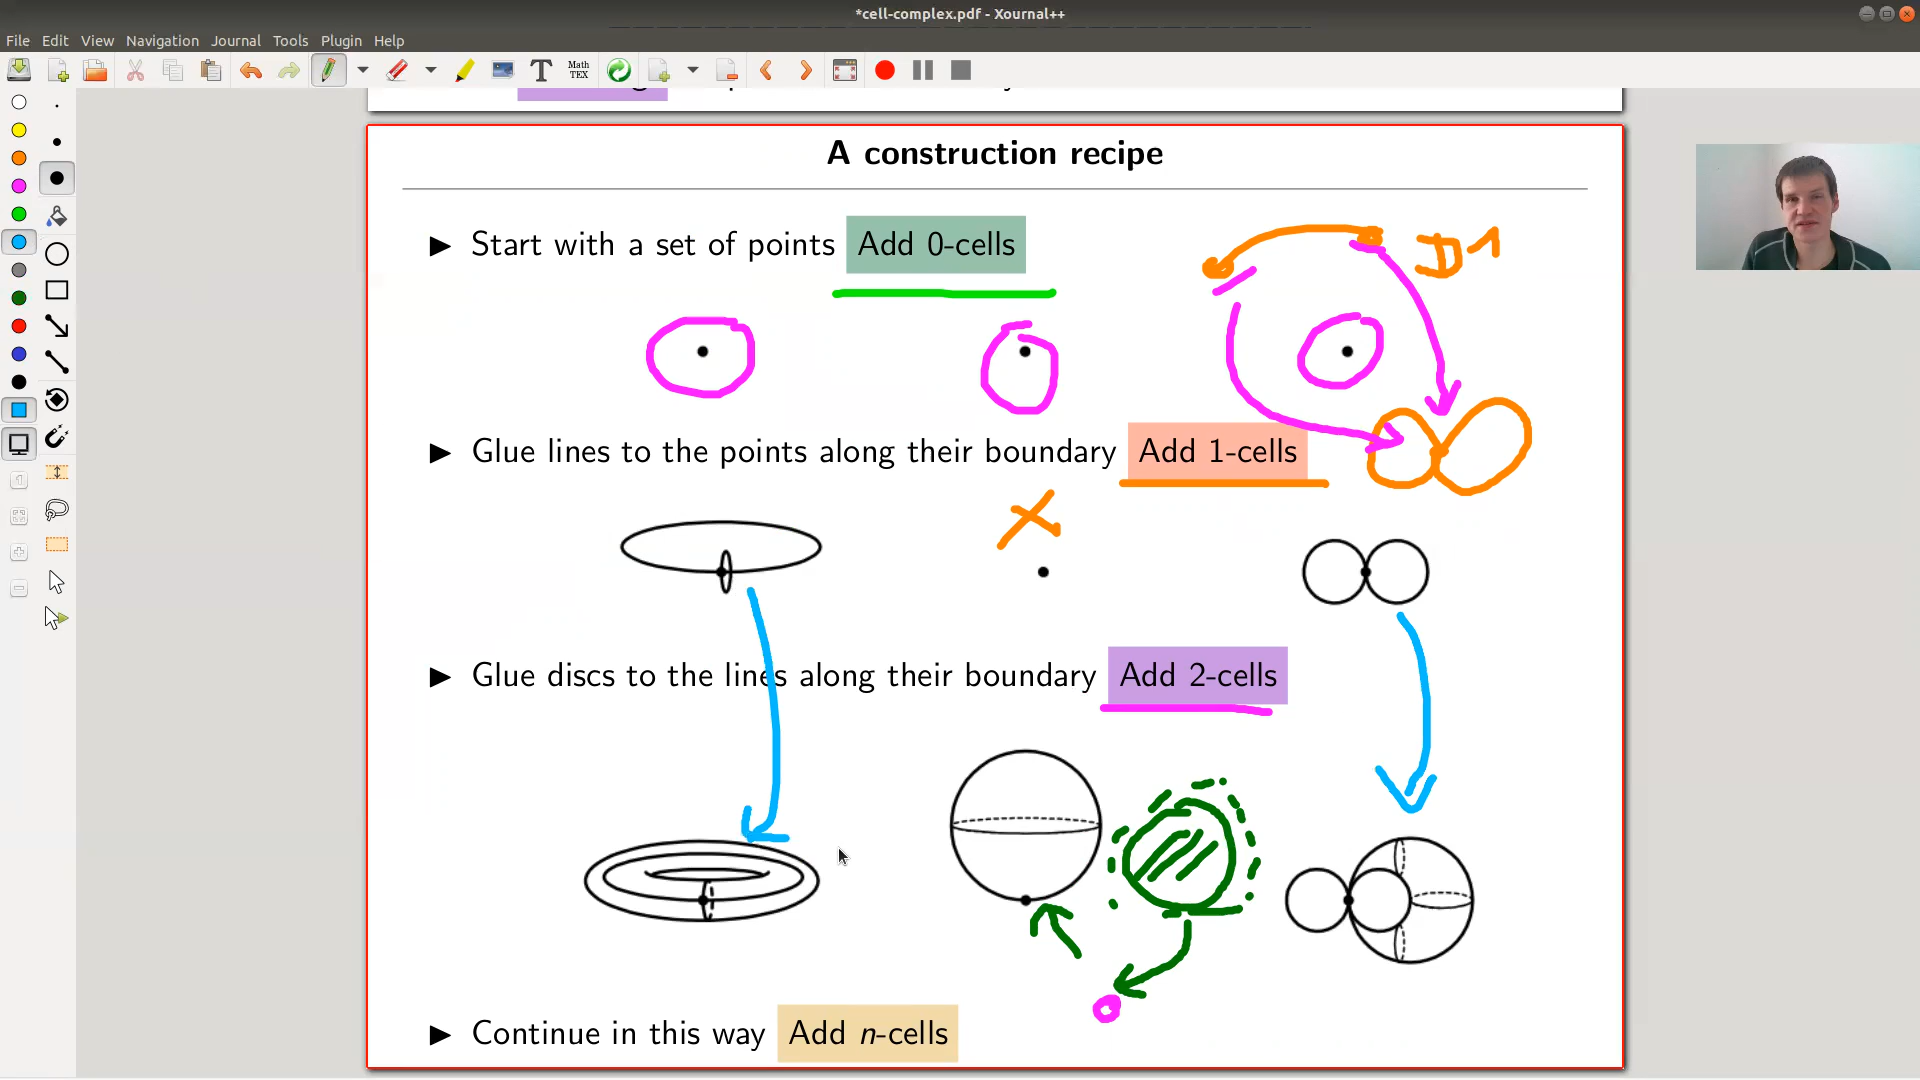 *cell-complex.pdf - Xournal++
File Edit View Navigation Journal Tools Plugin Help
T Math TEX
A construction recipe
▶ Start with a set of points Add 0-cells
D1
▶ Glue lines to the points along their boundary Add 1-cells
X
▶ Glue discs to the lines along their boundary Add 2-cells
▶ Continue in this way Add n-cells